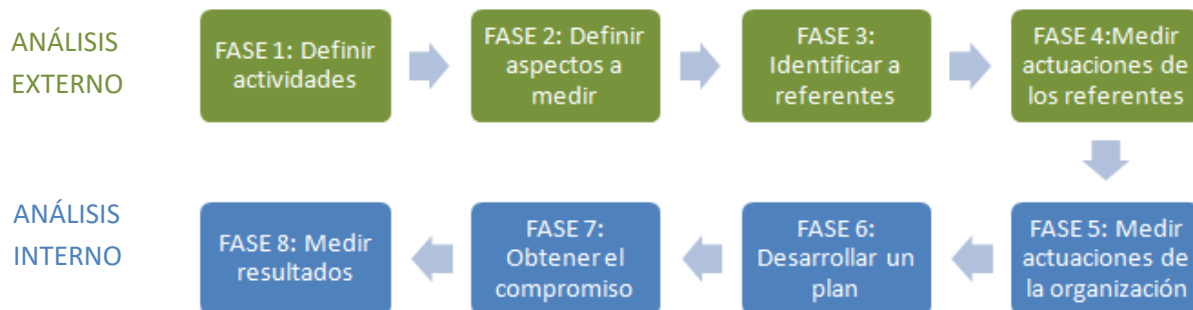 ANÁLISIS
EXTERNO
FASE 1: Definir
actividades
FASE 2: Definir
aspectos a
medir
FASE 3:
Identificar a
referentes
FASE 4:Medir
actuaciones de
los referentes
ANÁLISIS
INTERNO
FASE 8: Medir
resultados
FASE 7:
Obtener el
compromiso
FASE 6:
Desarrollar un
plan
FASE 5: Medir
actuaciones de
la organización